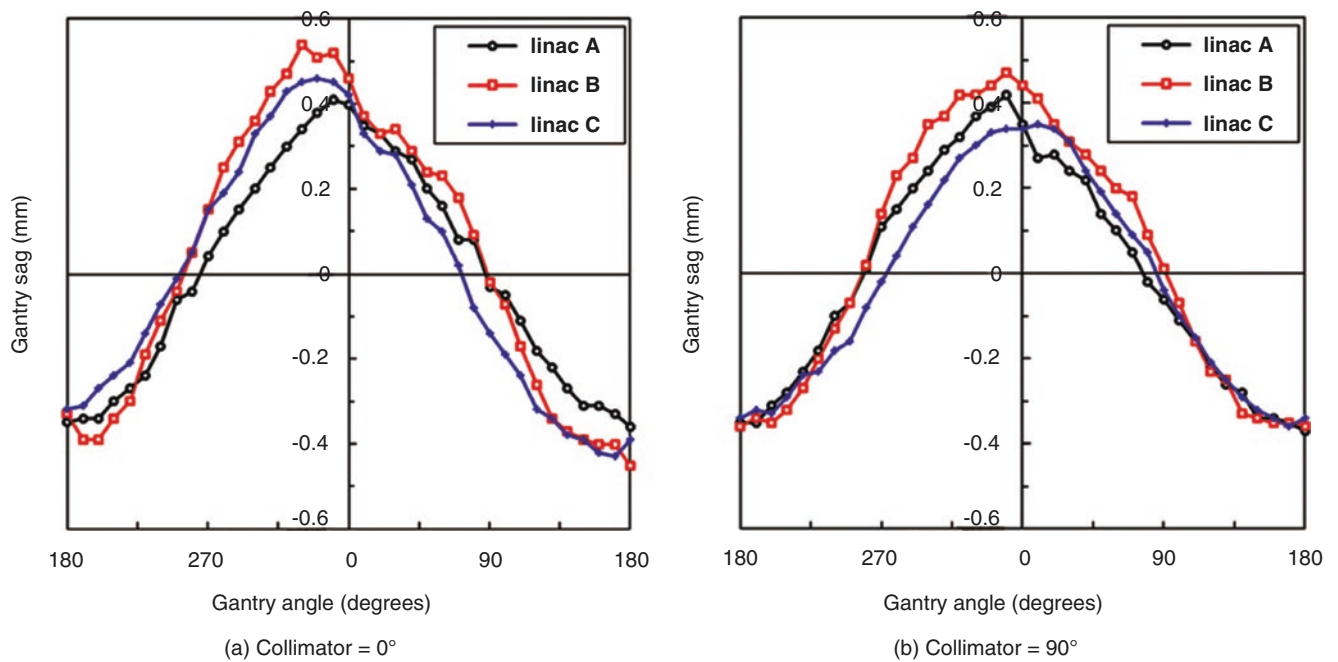 0.6
linac A
linac B
linac C
0.4
0.2
0
-0.2
-0.4
-0.6
Gantry sag (mm)
180 270 0 90 180
Gantry angle (degrees)
(a) Collimator = 0°
0.6
linac A
linac B
linac C
0.4
0.2
0
-0.2
-0.4
-0.6
Gantry sag (mm)
180 270 0 90 180
Gantry angle (degrees)
(b) Collimator = 90°